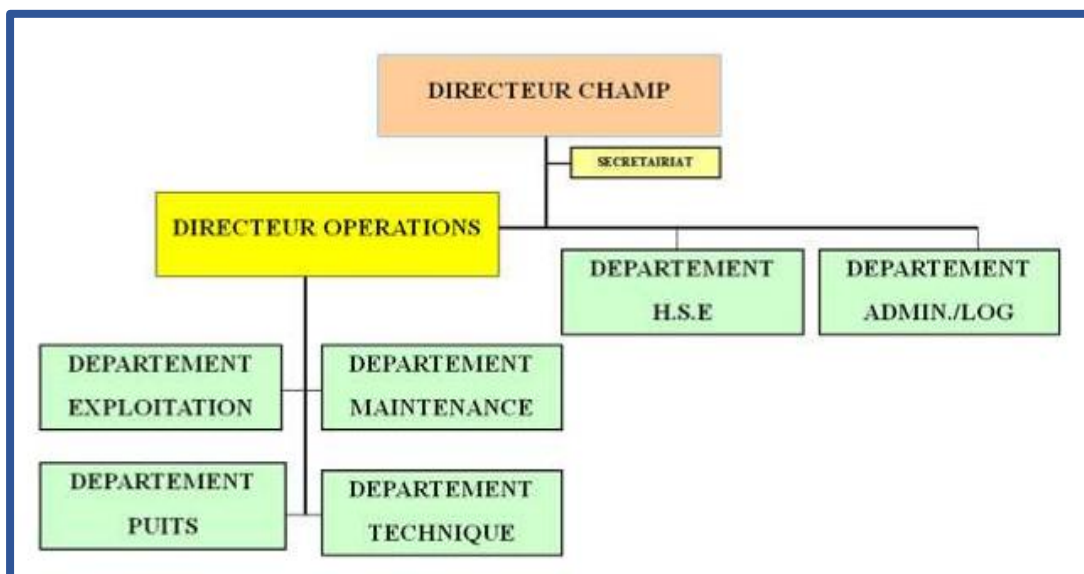 DIRECTEUR CHAMP
SECRETAIRIAT
DIRECTEUR OPERATIONS
DEPARTEMENT
H.S.E
DEPARTEMENT
ADMIN./LOG
DEPARTEMENT
EXPLOITATION
DEPARTEMENT
MAINTENANCE
DEPARTEMENT
PUITS
DEPARTEMENT
TECHNIQUE